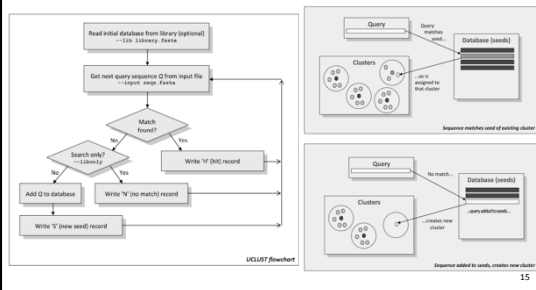 Read initial database from library (optional)
--lib library.fasta
Get next query sequence Q from input file
--input seqs.fasta
Match
found?
No
Yes
Search only?
--libonly
Write 'H' (hit) record
No
Yes
Add Q to database
Write 'N' (no match) record
Write 'S' (new seed) record
UCLUST flowchart
Query
Query
matches
seed...
Database (seeds)
Clusters
...so is
assigned to
that cluster
Sequence matches seed of existing cluster
Query
No match...
Database (seeds)
...query added to seeds...
Clusters
...creates new
cluster
Sequence added to seeds, creates new cluster
15